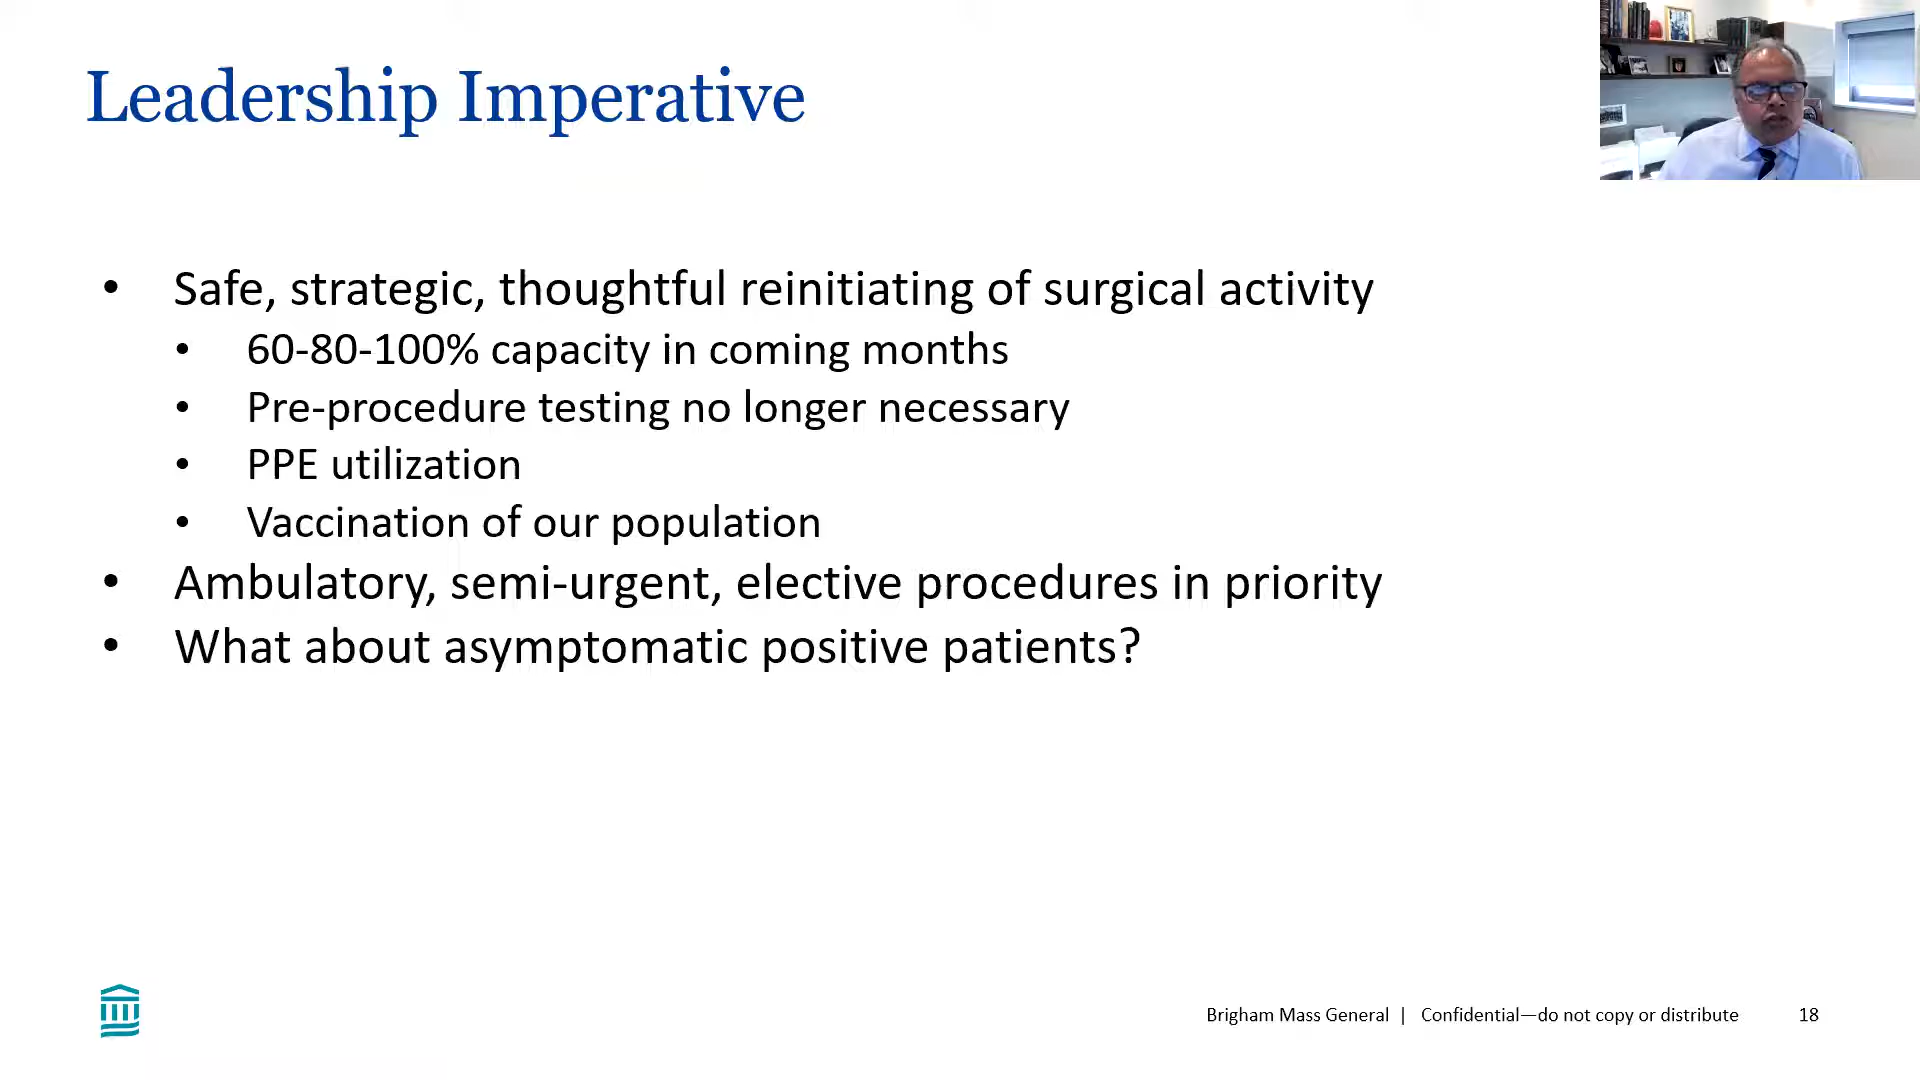 Leadership Imperative
• Safe, strategic, thoughtful reinitiating of surgical activity
• 60-80-100% capacity in coming months
• Pre-procedure testing no longer necessary
• PPE utilization
• Vaccination of our population
• Ambulatory, semi-urgent, elective procedures in priority
• What about asymptomatic positive patients?
Brigham Mass General | Confidential—do not copy or distribute 18